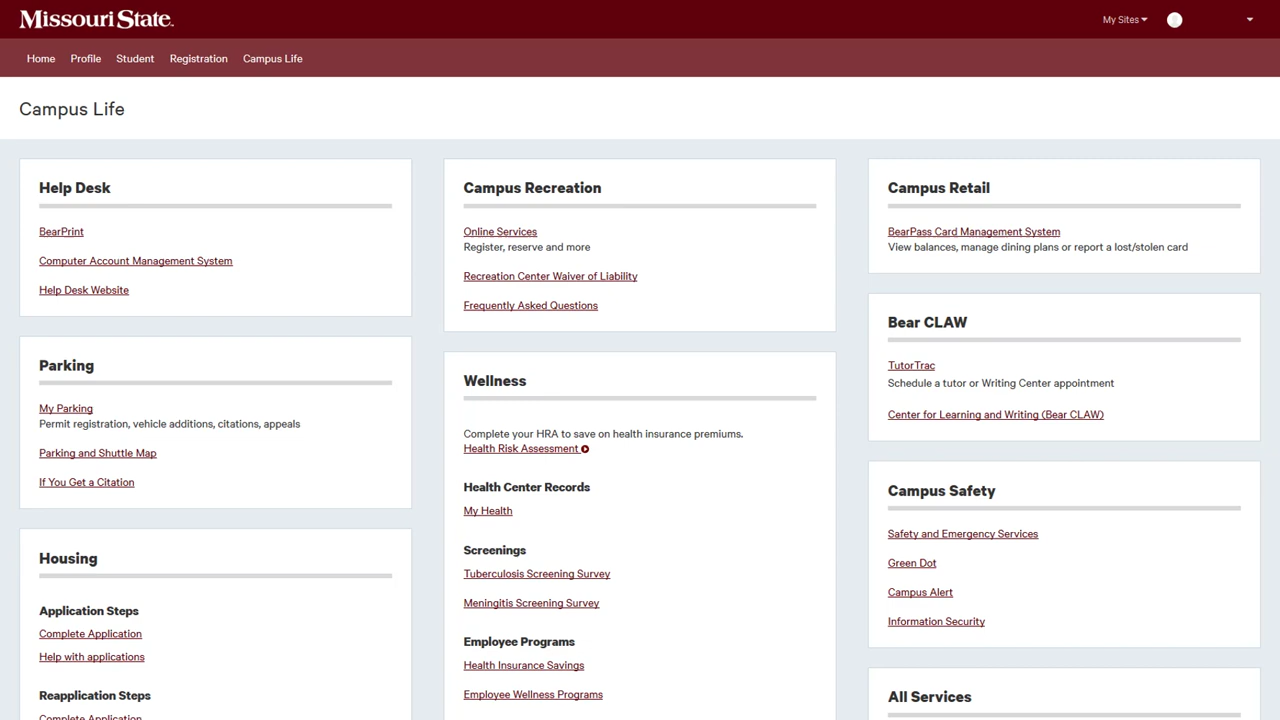 Missouri State
My Sites
Home Profile Student Registration Campus Life
Campus Life
Help Desk
BearPrint
Computer Account Management System
Help Desk Website
Parking
My Parking
Permit registration, vehicle additions, citations, appeals
Parking and Shuttle Map
If You Get a Citation
Housing
Application Steps
Complete Application
Help with applications
Reapplication Steps
Complete Application
Campus Recreation
Online Services
Register, reserve and more
Recreation Center Waiver of Liability
Frequently Asked Questions
Wellness
Complete your HRA to save on health insurance premiums.
Health Risk Assessment
Health Center Records
My Health
Screenings
Tuberculosis Screening Survey
Meningitis Screening Survey
Employee Programs
Health Insurance Savings
Employee Wellness Programs
Campus Retail
BearPass Card Management System
View balances, manage dining plans or report a lost/stolen card
Bear CLAW
TutorTrac
Schedule a tutor or Writing Center appointment
Center for Learning and Writing (Bear CLAW)
Campus Safety
Safety and Emergency Services
Green Dot
Campus Alert
Information Security
All Services